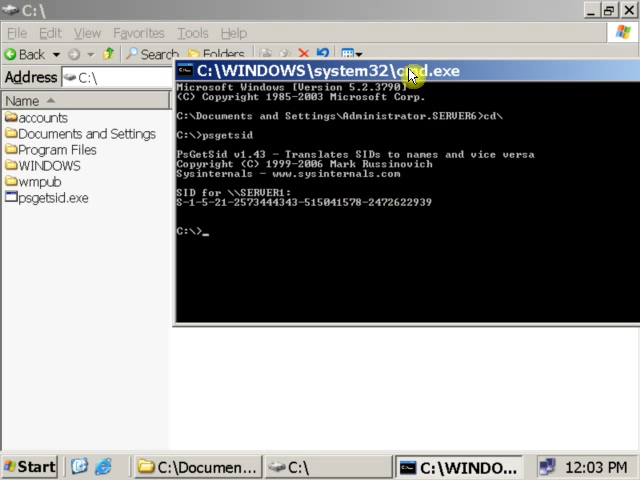 C:\
File Edit View Favorites Tools Help
Back Search Folders
Address C:\
Name
accounts
Documents and Settings
Program Files
WINDOWS
wmpub
psgetsid.exe
C:\WINDOWS\system32\cmd.exe
Microsoft Windows [Version 5.2.3790]
(C) Copyright 1985-2003 Microsoft Corp.
C:\Documents and Settings\Administrator.SERVER6>cd\
C:\>psgetsid
PsGetSid v1.43 - Translates SIDs to names and vice versa
Copyright (C) 1999-2006 Mark Russinovich
Sysinternals - www.sysinternals.com
SID for \\SERVER1:
S-1-5-21-2573444343-515041578-2472622939
C:\>_
Start C:\Documen... C:\ C:\WINDO... 12:03 PM